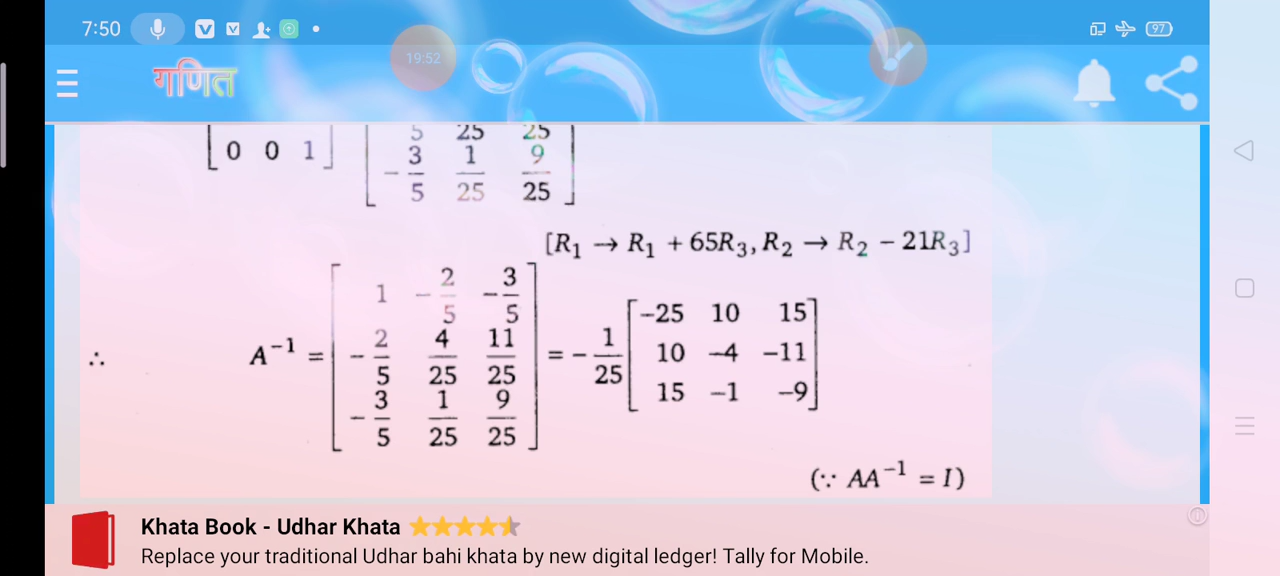 7:50
97
19:52
गणित
5 25 25
0 0 1
3 1 9
- 5 25 25
[R₁ → R₁ + 65R₃, R₂ → R₂ − 21R₃]
∴ A⁻¹ = [1 −2/5 −3/5; −2/5 4/25 11/25; −3/5 1/25 9/25] = −1/25 [−25 10 15; 10 −4 −11; 15 −1 −9]
(∵ AA⁻¹ = I)
Khata Book - Udhar Khata
Replace your traditional Udhar bahi khata by new digital ledger! Tally for Mobile.